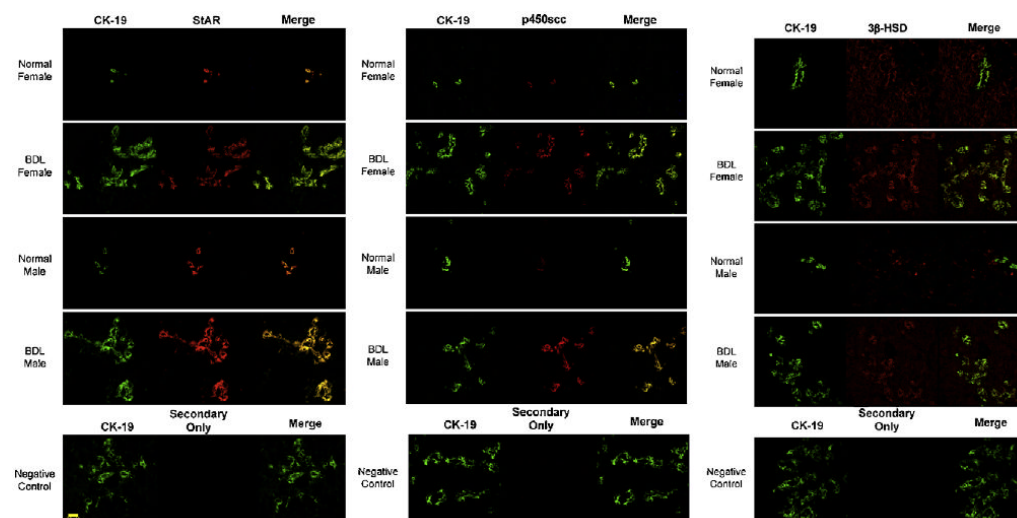 CK-19 StAR Merge
Normal
Female
BDL
Female
Normal
Male
BDL
Male
CK-19 Secondary Only Merge
Negative
Control
CK-19 p450scc Merge
Normal
Female
BDL
Female
Normal
Male
BDL
Male
CK-19 Secondary Only Merge
Negative
Control
CK-19 3β-HSD Merge
Normal
Female
BDL
Female
Normal
Male
BDL
Male
CK-19 Secondary Only Merge
Negative
Control